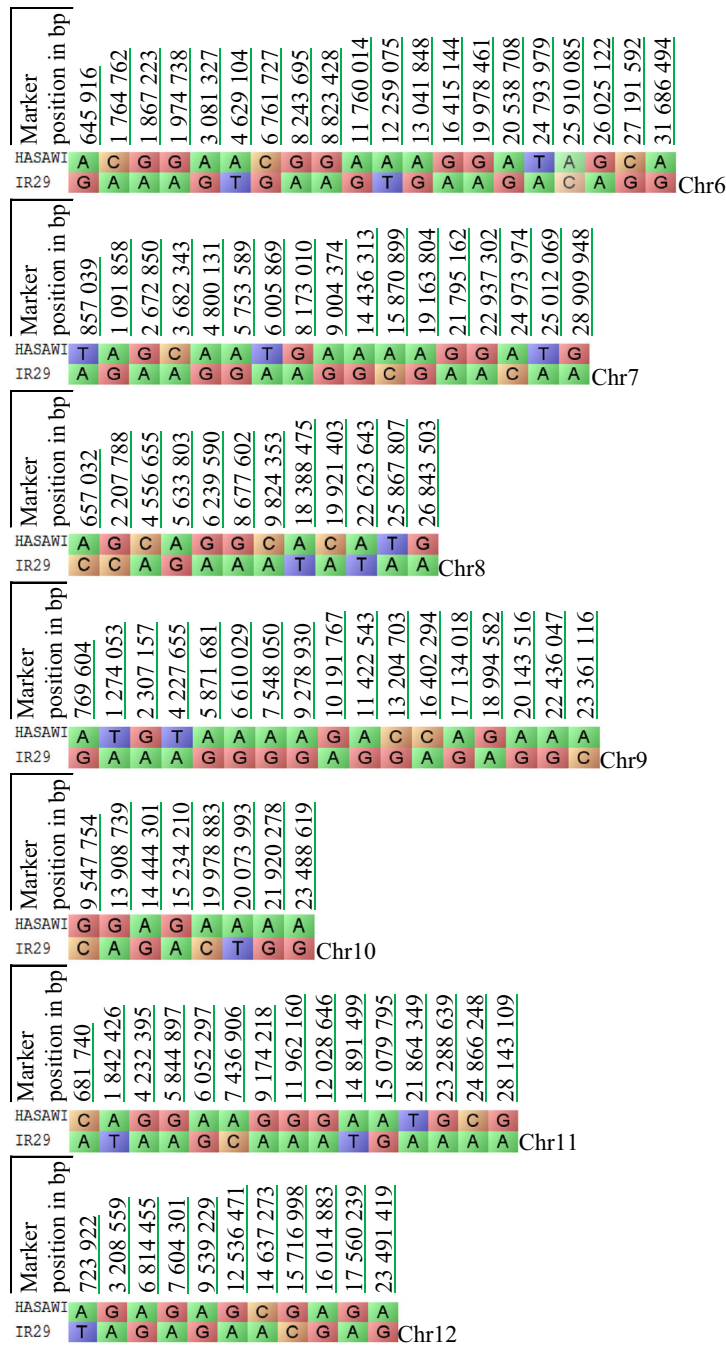 Marker
position in bp
645 916
1 764 762
1 867 223
1 974 738
3 081 327
4 629 104
6 761 727
8 243 695
8 823 428
11 760 014
12 259 075
13 041 848
16 415 144
19 978 461
20 538 708
24 793 979
25 910 085
26 025 122
27 191 592
31 686 494
HASAWI A C G G A A C G G A A A G G A T A G C A
IR29 G A A A G T G A A G T G A A G A C A G G Chr6
Marker
position in bp
857 039
1 091 858
2 672 850
3 682 343
4 800 131
5 753 589
6 005 869
8 173 010
9 004 374
14 436 313
15 870 899
19 163 804
21 795 162
22 937 302
24 973 974
25 012 069
28 909 948
HASAWI T A G C A A T G A A A A G G A T G
IR29 A G A A G G A A G G C G A A C A A Chr7
Marker
position in bp
657 032
2 207 788
4 556 655
5 633 803
6 239 590
8 677 602
9 824 353
18 388 475
19 921 403
22 623 643
25 867 807
26 843 503
HASAWI A G C A G G C A C A T G
IR29 C C A G A A A T A T A A Chr8
Marker
position in bp
769 604
1 274 053
2 307 157
4 227 655
5 871 681
6 610 029
7 548 050
9 278 930
10 191 767
11 422 543
13 204 703
16 402 294
17 134 018
18 994 582
20 143 516
22 436 047
23 361 116
HASAWI A T G T A A A A G A C C A G A A A
IR29 G A A A G G G G A G G A G A G G C Chr9
Marker
position in bp
9 547 754
13 908 739
14 444 301
15 234 210
19 978 883
20 073 993
21 920 278
23 488 619
HASAWI G G A G A A A A
IR29 C A G A C T G G Chr10
Marker
position in bp
681 740
1 842 426
4 232 395
5 844 897
6 052 297
7 436 906
9 174 218
11 962 160
12 028 646
14 891 499
15 079 795
21 864 349
23 288 639
24 866 248
28 143 109
HASAWI C A G G A A G G G A A T G C G
IR29 A T A A G C A A A T G A A A A Chr11
Marker
position in bp
723 922
3 208 559
6 814 455
7 604 301
9 539 229
12 536 471
14 637 273
15 716 998
16 014 883
17 560 239
23 491 419
HASAWI A G A G A G C G A G A
IR29 T A G A G A A C G A G Chr12